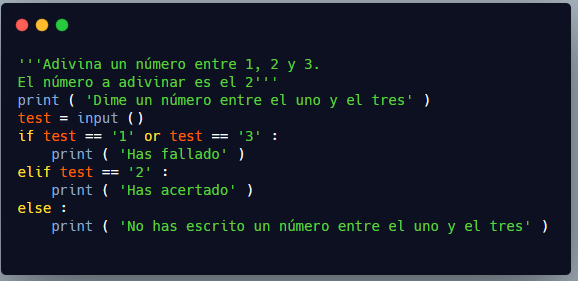 '''Adivina un número entre 1, 2 y 3.
El número a adivinar es el 2'''
print ( 'Dime un número entre el uno y el tres' )
test = input ()
if test == '1' or test == '3' :
    print ( 'Has fallado' )
elif test == '2' :
    print ( 'Has acertado' )
else :
    print ( 'No has escrito un número entre el uno y el tres' )